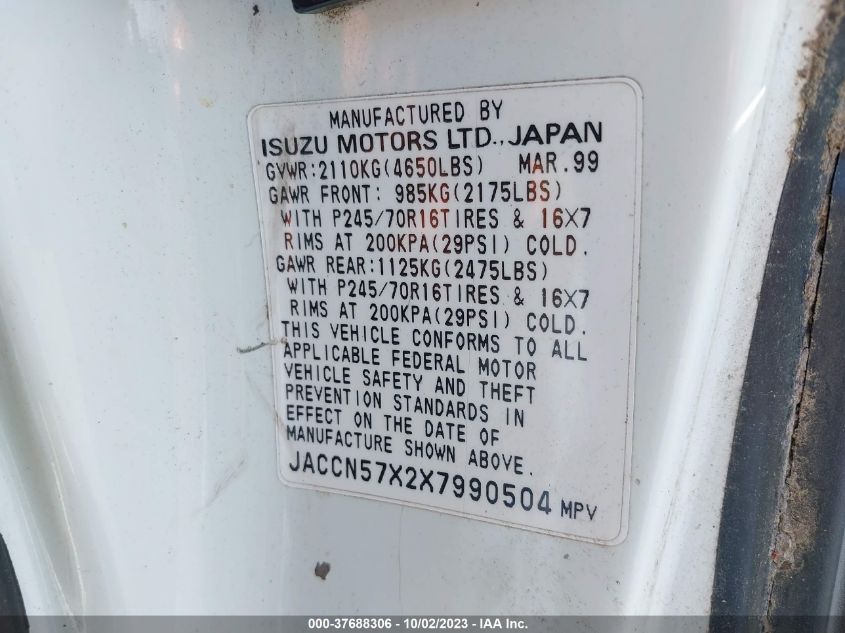 MANUFACTURED BY
ISUZU MOTORS LTD., JAPAN
GVWR:2110KG(4650LBS) MAR.99
GAWR FRONT: 985KG(2175LBS)
WITH P245/70R16TIRES & 16X7
RIMS AT 200KPA(29PSI) COLD.
GAWR REAR:1125KG(2475LBS)
WITH P245/70R16TIRES & 16X7
RIMS AT 200KPA(29PSI) COLD.
THIS VEHICLE CONFORMS TO ALL
APPLICABLE FEDERAL MOTOR
VEHICLE SAFETY AND THEFT
PREVENTION STANDARDS IN
EFFECT ON THE DATE OF
MANUFACTURE SHOWN ABOVE.
JACCN57X2X7990504 MPV
000-37688306 - 10/02/2023 - IAA Inc.